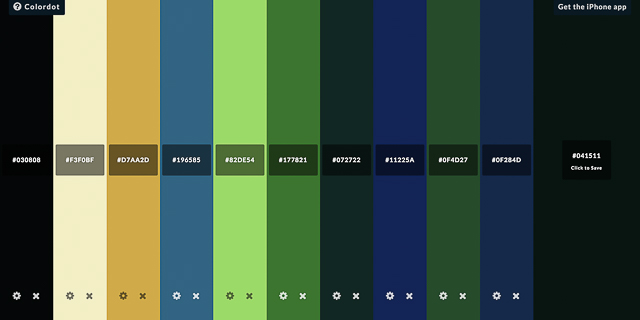 Colordot
Get the iPhone app
#030808
#F3F0BF
#D7AA2D
#196585
#82DE54
#177821
#072722
#11225A
#0F4D27
#0F284D
#041511
Click to Save